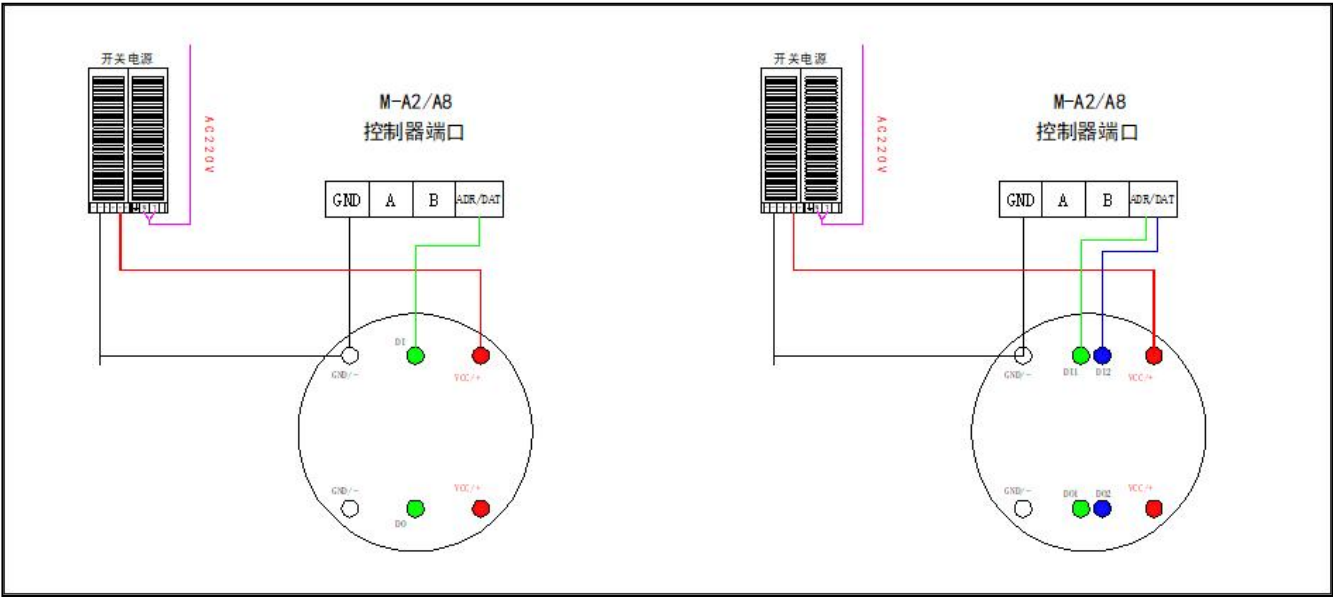 开关电源
AC220V
M-A2/A8
控制器端口
GND A B ADR/DAT
DI
GND/- VCC/+
GND/- VCC/+
DO
开关电源
AC220V
M-A2/A8
控制器端口
GND A B ADR/DAT
GND/- DI1 DI2 VCC/+
GND/- DO1 DO2 VCC/+